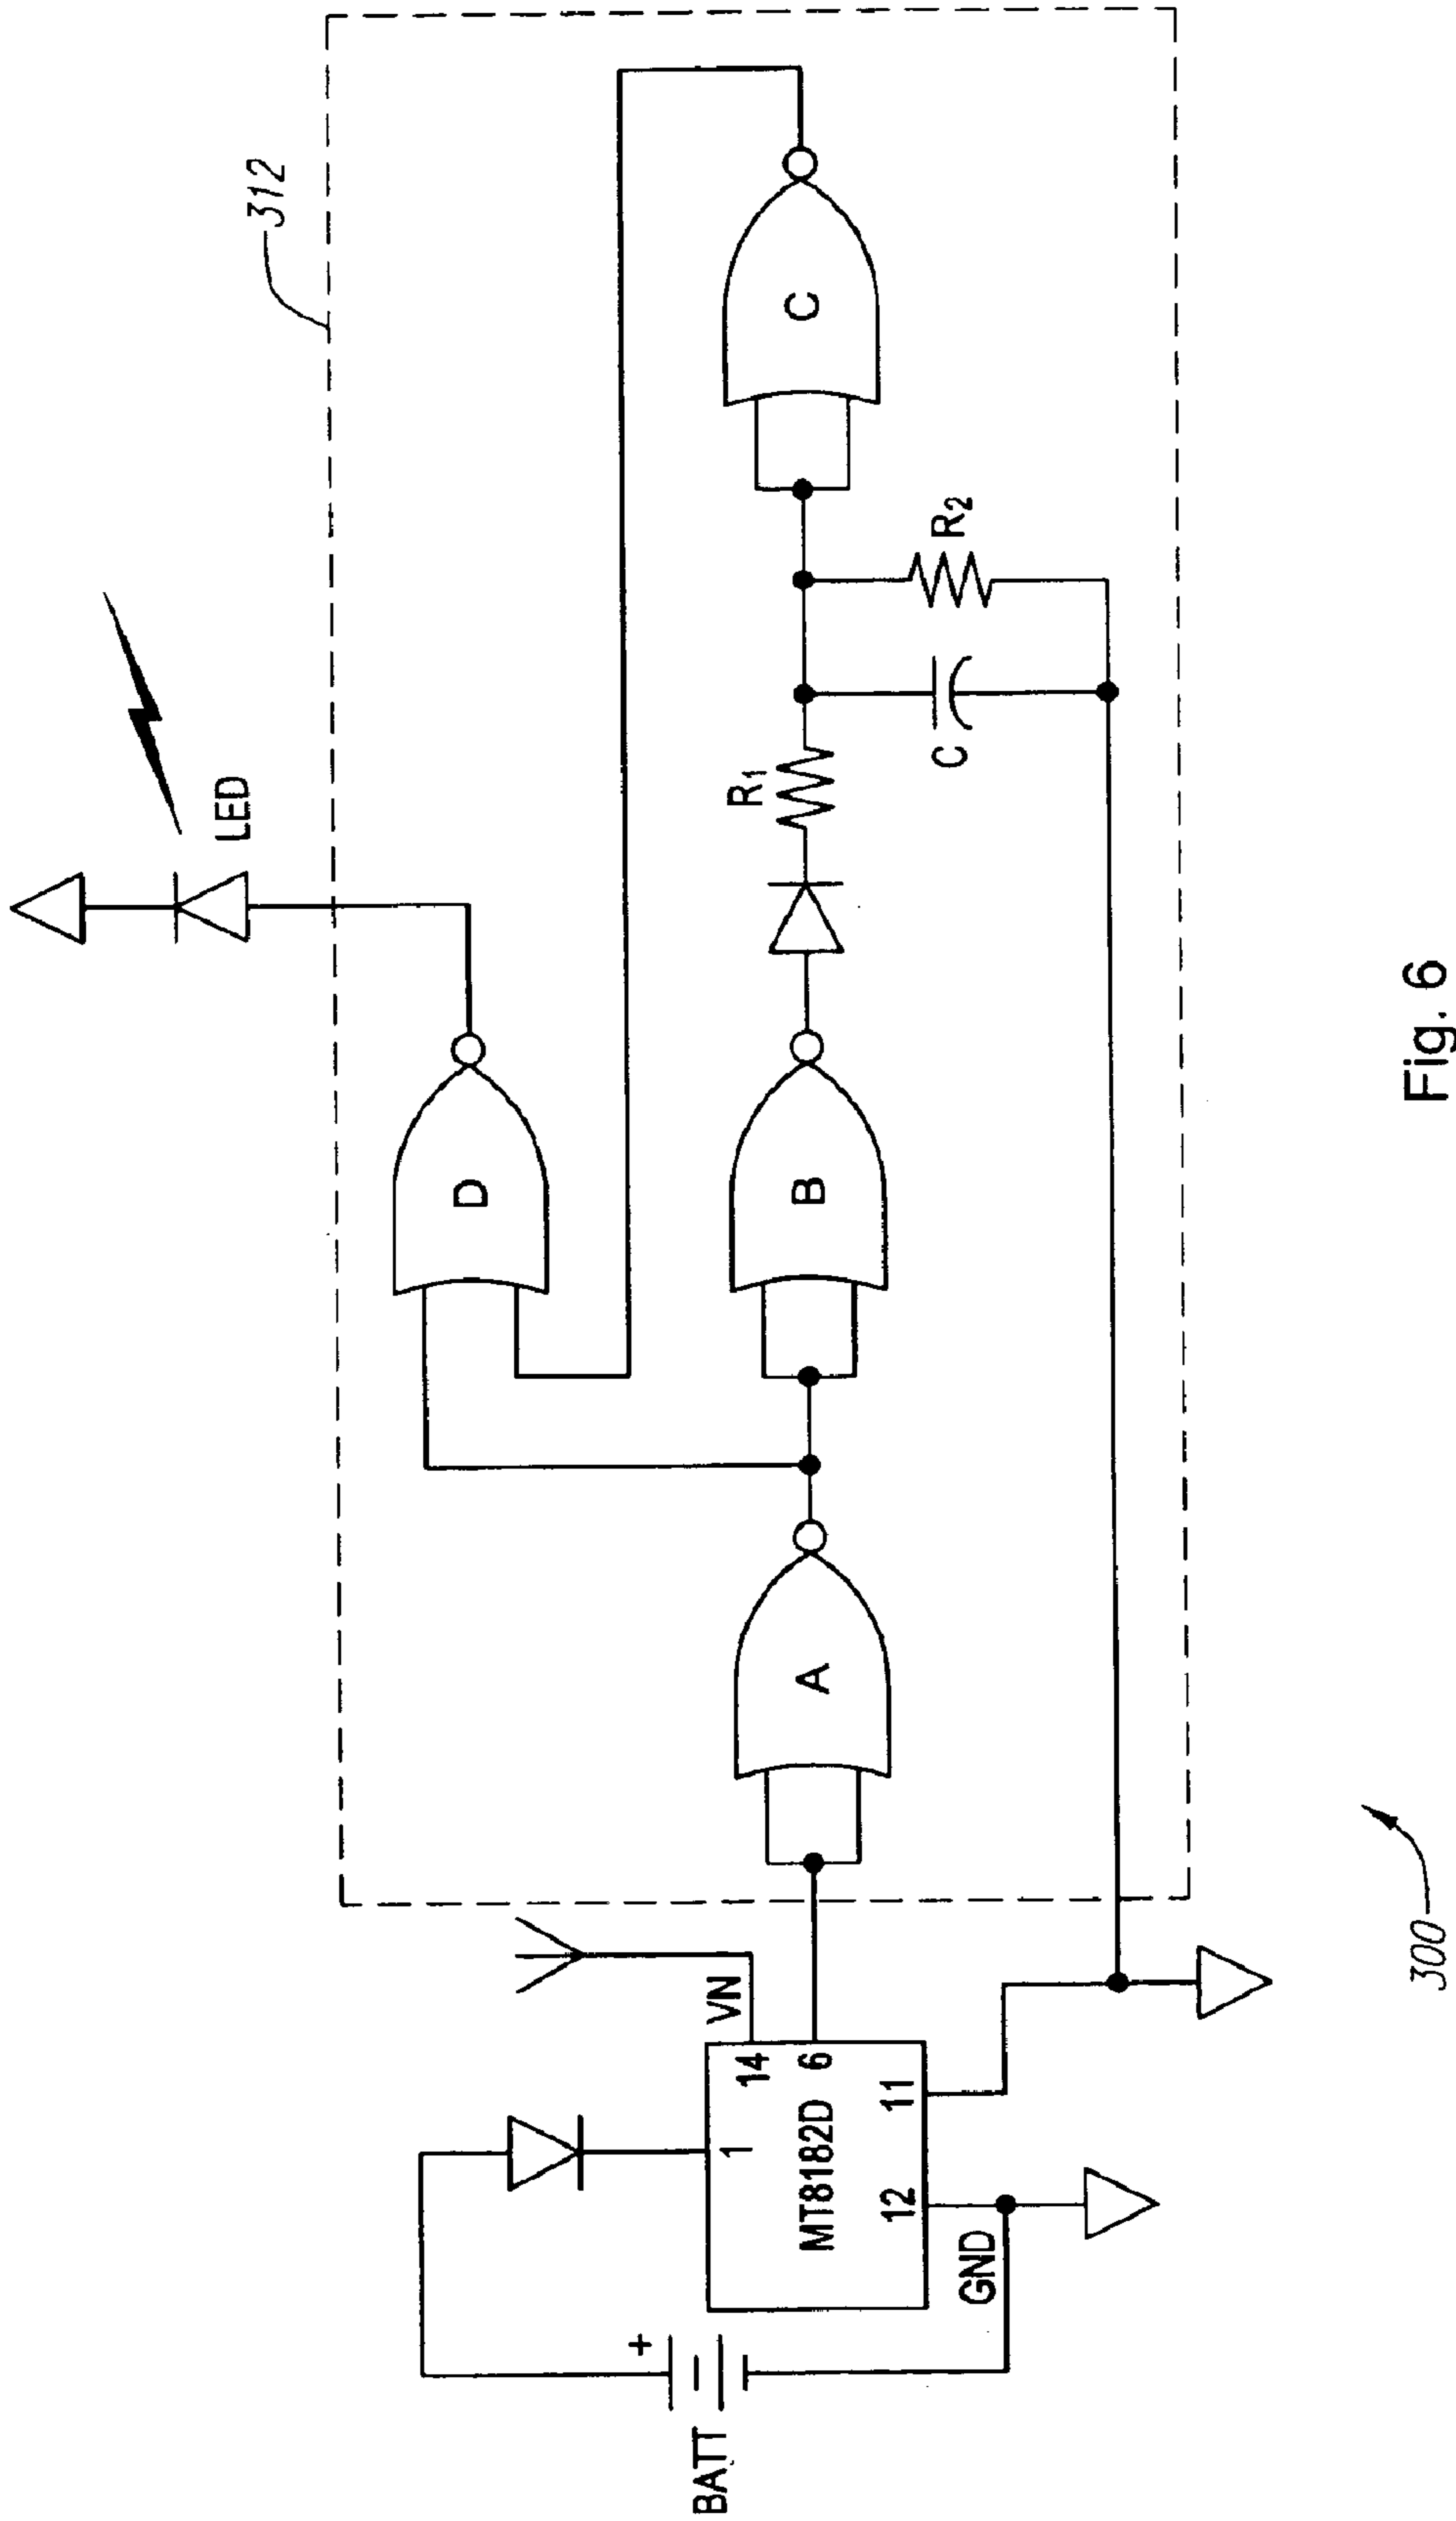 312
LED
D
C
A
B
R1
C
R2
VN
14
1
6
MT8182D
11
12
GND
+
BATT
300
Fig. 6